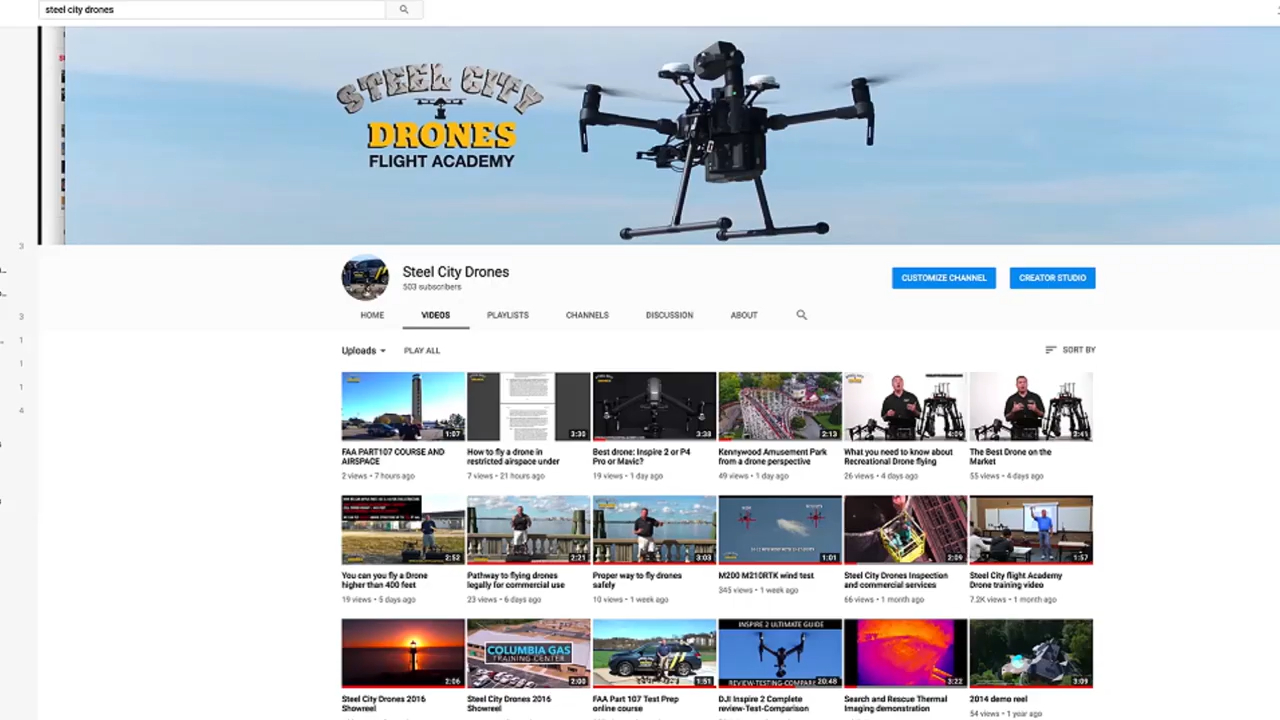 steel city drones
STEEL CITY
DRONES
FLIGHT ACADEMY
Steel City Drones
503 subscribers
CUSTOMIZE CHANNEL
CREATOR STUDIO
HOME
VIDEOS
PLAYLISTS
CHANNELS
DISCUSSION
ABOUT
Uploads
PLAY ALL
SORT BY
1:07
3:30
3:38
2:13
4:09
2:41
FAA PART107 COURSE AND AIRSPACE
2 views • 7 hours ago
How to fly a drone in restricted airspace under
7 views • 21 hours ago
Best drone: Inspire 2 or P4 Pro or Mavic?
19 views • 1 day ago
Kennywood Amusement Park from a drone perspective
49 views • 1 day ago
What you need to know about Recreational Drone flying
26 views • 4 days ago
The Best Drone on the Market
55 views • 4 days ago
2:52
2:21
3:03
1:01
2:09
1:57
You can you fly a Drone higher than 400 feet
19 views • 5 days ago
Pathway to flying drones legally for commercial use
23 views • 6 days ago
Proper way to fly drones safely
10 views • 1 week ago
M200 M210RTK wind test
345 views • 1 week ago
Steel City Drones Inspection and commercial services
66 views • 1 month ago
Steel City flight Academy Drone training video
7.2K views • 1 month ago
2:06
COLUMBIA GAS
TRAINING CENTER
2:00
1:51
INSPIRE 2 ULTIMATE GUIDE
REVIEW-TESTING-COMPARE
20:48
3:22
3:09
Steel City Drones 2016 Showreel
Steel City Drones 2016 Showreel
FAA Part 107 Test Prep online course
DJI Inspire 2 Complete review-Test-Comparison
Search and Rescue Thermal Imaging demonstration
2014 demo reel
54 views • 1 year ago